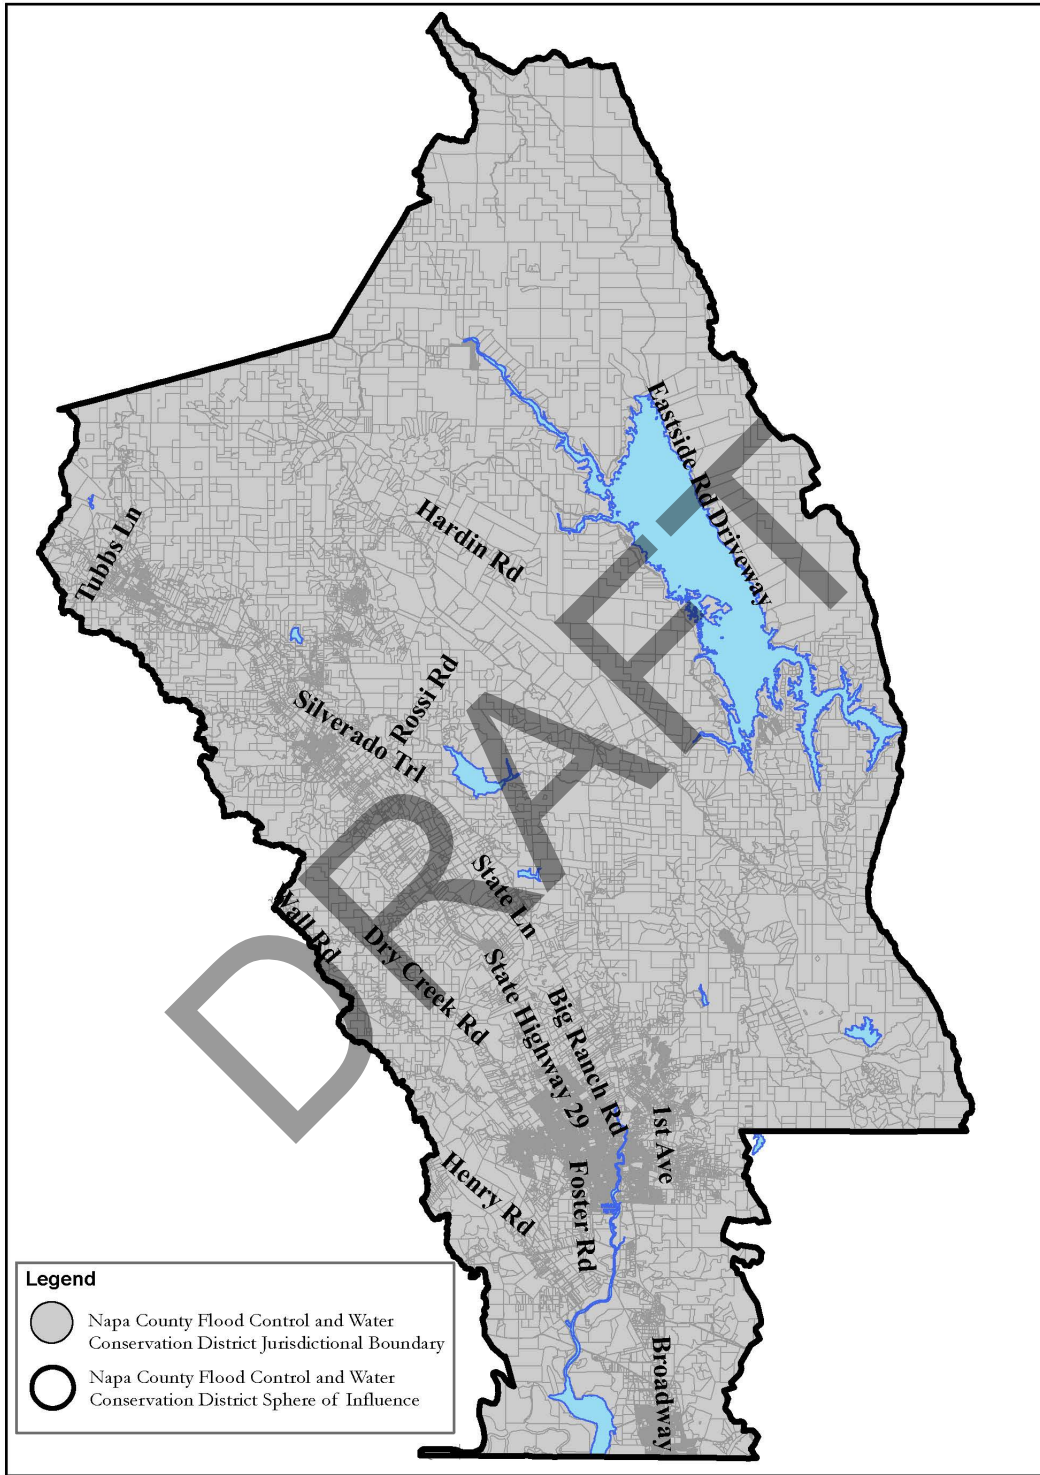 Eastside Rd Driveway
Hardin Rd
Tubbs Ln
Rossi Rd
Silverado Trl
State Ln
Wall Rd
Dry Creek Rd
State Highway 29
Big Ranch Rd
1st Ave
Henry Rd
Foster Rd
Broadway
DRAFT
Legend
Napa County Flood Control and Water
Conservation District Jurisdictional Boundary
Napa County Flood Control and Water
Conservation District Sphere of Influence